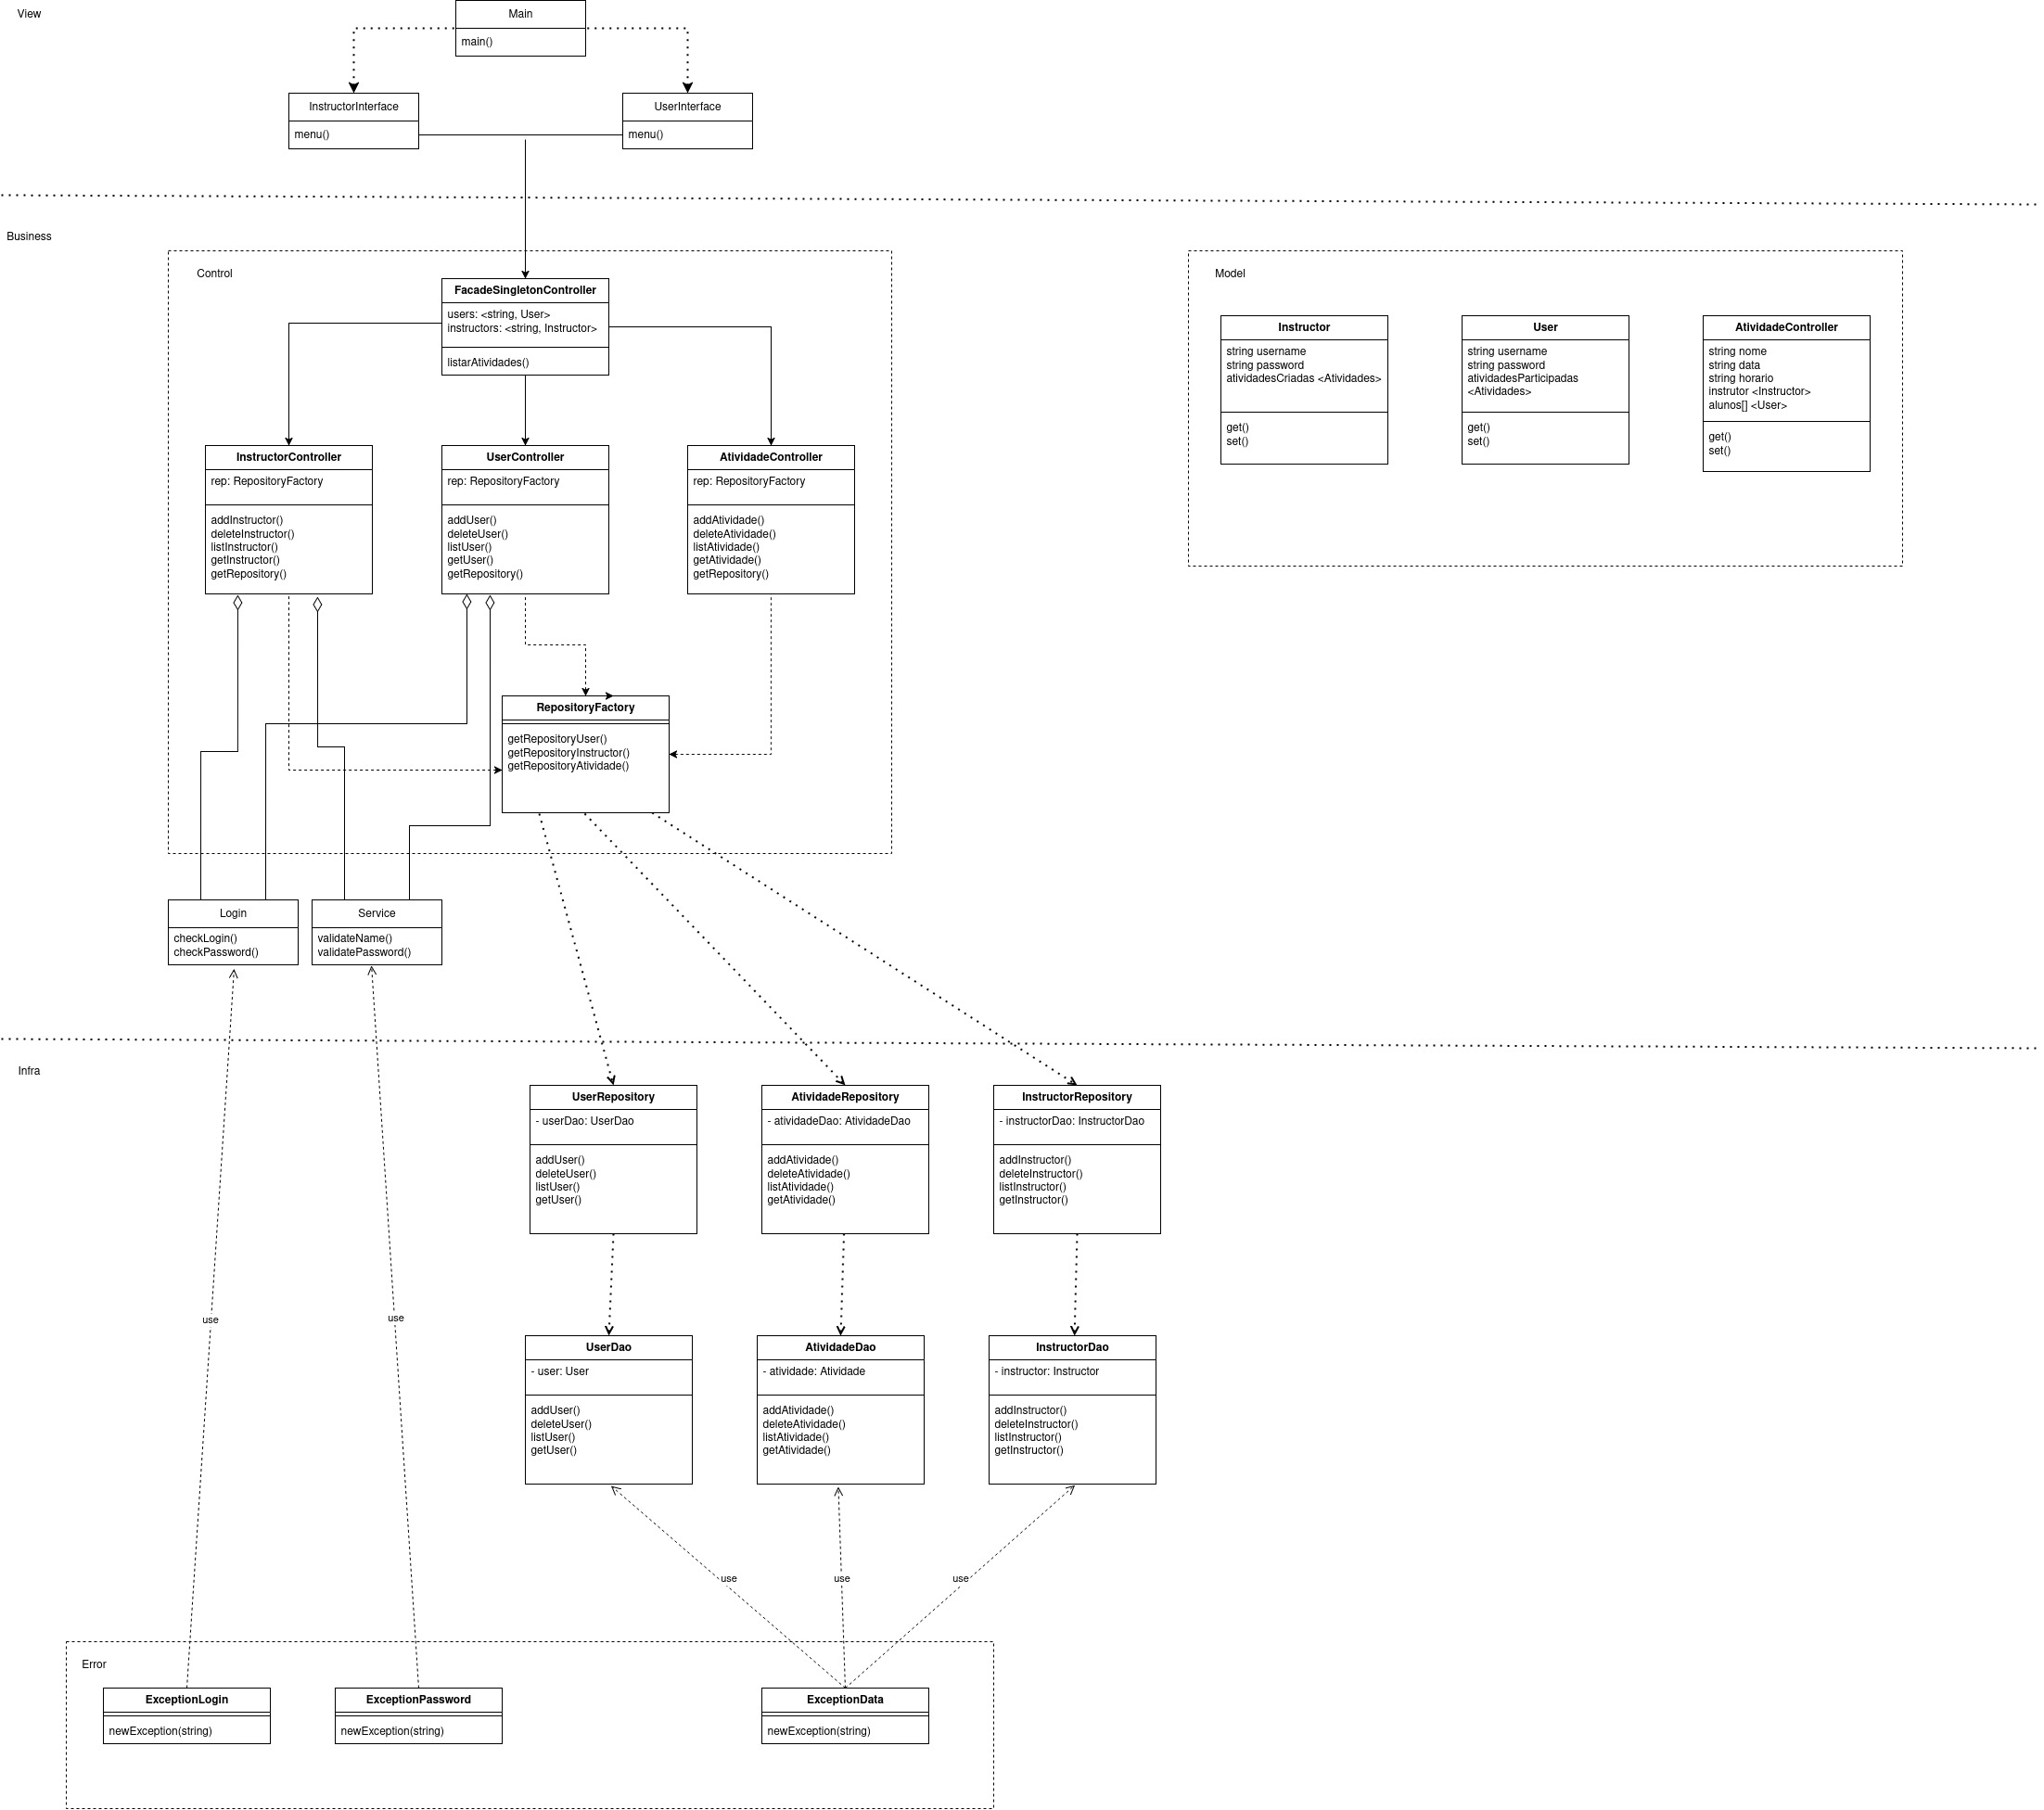 View
Main
main()
InstructorInterface
menu()
UserInterface
menu()
Business
Control
FacadeSingletonController
users: <string, User>
instructors: <string, Instructor>
listarAtividades()
InstructorController
rep: RepositoryFactory
addInstructor()
deleteInstructor()
listInstructor()
getInstructor()
getRepository()
UserController
rep: RepositoryFactory
addUser()
deleteUser()
listUser()
getUser()
getRepository()
AtividadeController
rep: RepositoryFactory
addAtividade()
deleteAtividade()
listAtividade()
getAtividade()
getRepository()
RepositoryFactory
getRepositoryUser()
getRepositoryInstructor()
getRepositoryAtividade()
Login
checkLogin()
checkPassword()
Service
validateName()
validatePassword()
Model
Instructor
string username
string password
atividadesCriadas <Atividades>
get()
set()
User
string username
string password
atividadesParticipadas
<Atividades>
get()
set()
AtividadeController
string nome
string data
string horario
instrutor <Instructor>
alunos[] <User>
get()
set()
Infra
UserRepository
- userDao: UserDao
addUser()
deleteUser()
listUser()
getUser()
AtividadeRepository
- atividadeDao: AtividadeDao
addAtividade()
deleteAtividade()
listAtividade()
getAtividade()
InstructorRepository
- instructorDao: InstructorDao
addInstructor()
deleteInstructor()
listInstructor()
getInstructor()
use
use
UserDao
- user: User
addUser()
deleteUser()
listUser()
getUser()
AtividadeDao
- atividade: Atividade
addAtividade()
deleteAtividade()
listAtividade()
getAtividade()
InstructorDao
- instructor: Instructor
addInstructor()
deleteInstructor()
listInstructor()
getInstructor()
use
use
use
Error
ExceptionLogin
newException(string)
ExceptionPassword
newException(string)
ExceptionData
newException(string)